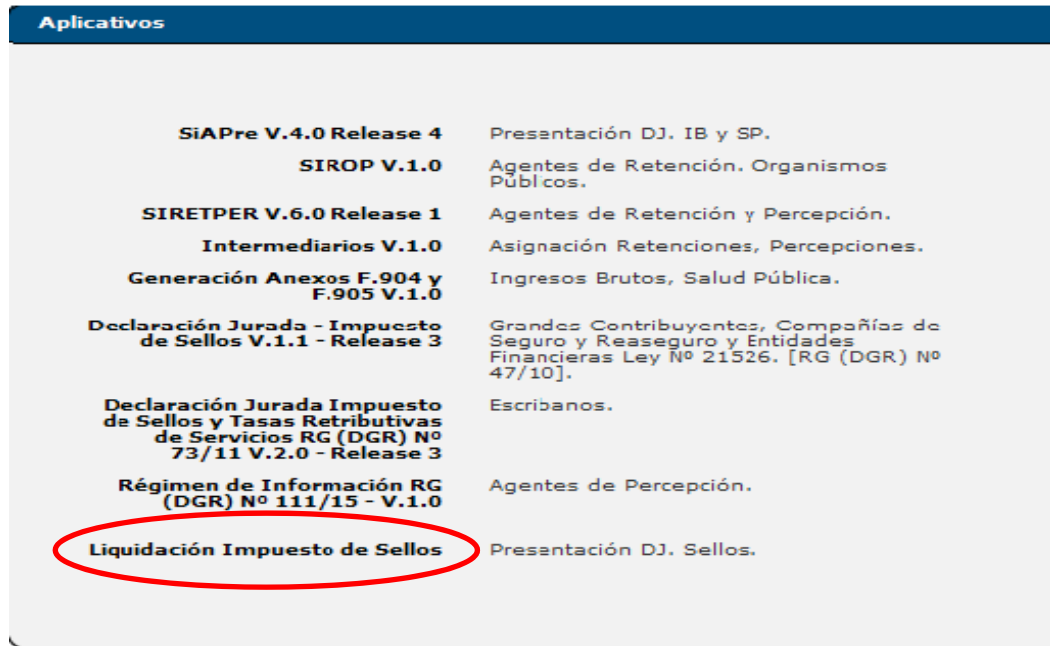 Aplicativos
SiAPre V.4.0 Release 4 Presentación DJ. IB y SP.
SIROP V.1.0 Agentes de Retención. Organismos
Públicos.
SIRETPER V.6.0 Release 1 Agentes de Retención y Percepción.
Intermediarios V.1.0 Asignación Retenciones, Percepciones.
Generación Anexos F.904 y
F.905 V.1.0
Ingresos Brutos, Salud Pública.
Declaración Jurada - Impuesto
de Sellos V.1.1 - Release 3
Grandes Contribuyentes, Compañías de
Seguro y Reaseguro y Entidades
Financieras Ley Nº 21526. [RG (DGR) Nº
47/10].
Declaración Jurada Impuesto
de Sellos y Tasas Retributivas
de Servicios RG (DGR) Nº
73/11 V.2.0 - Release 3
Escribanos.
Régimen de Información RG
(DGR) Nº 111/15 - V.1.0
Agentes de Percepción.
Liquidación Impuesto de Sellos Presentación DJ. Sellos.